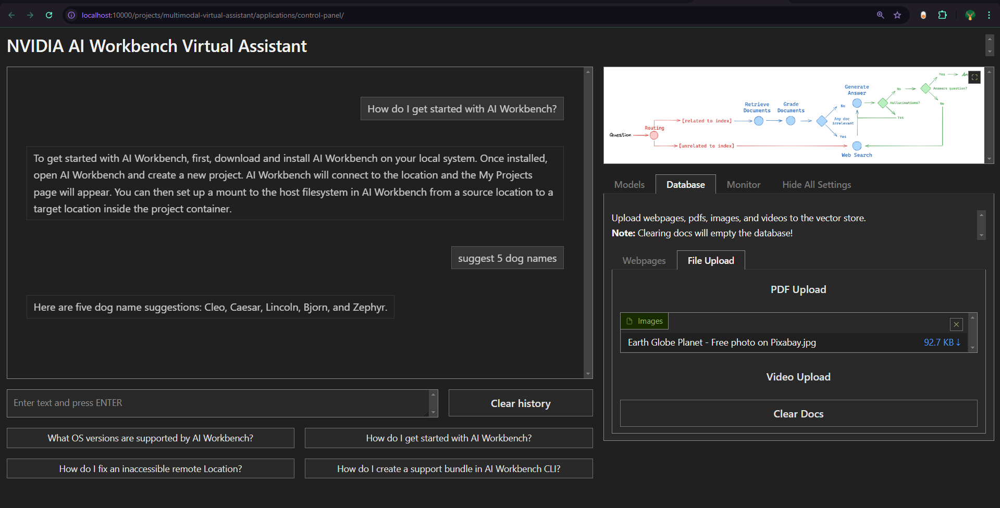 localhost:10000/projects/multimodal-virtual-assistant/applications/control-panel/
NVIDIA AI Workbench Virtual Assistant
How do I get started with AI Workbench?
To get started with AI Workbench, first, download and install AI Workbench on your local system. Once installed,
open AI Workbench and create a new project. AI Workbench will connect to the location and the My Projects
page will appear. You can then set up a mount to the host filesystem in AI Workbench from a source location to a
target location inside the project container.
suggest 5 dog names
Here are five dog name suggestions: Cleo, Caesar, Lincoln, Bjorn, and Zephyr.
Enter text and press ENTER
Clear history
What OS versions are supported by AI Workbench?
How do I get started with AI Workbench?
How do I fix an inaccessible remote Location?
How do I create a support bundle in AI Workbench CLI?
Question
Routing
[related to index]
[unrelated to index]
Retrieve
Documents
Grade
Documents
Any doc
irrelevant
No
Yes
Generate
Answer
Web Search
Hallucinations?
No
Yes
Answers question?
Yes
No
Models
Database
Monitor
Hide All Settings
Upload webpages, pdfs, images, and videos to the vector store.
Note: Clearing docs will empty the database!
Webpages
File Upload
PDF Upload
Images
Earth Globe Planet - Free photo on Pixabay.jpg
92.7 KB ⇣
Video Upload
Clear Docs